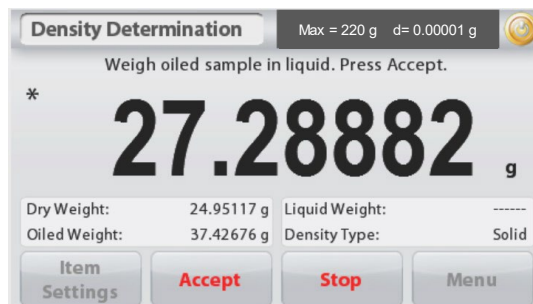 Density Determination Max = 220 g d= 0.00001 g
Weigh oiled sample in liquid. Press Accept.
*
27.28882 g
Dry Weight: 24.95117 g Liquid Weight: ------
Oiled Weight: 37.42676 g Density Type: Solid
Item Settings Accept Stop Menu